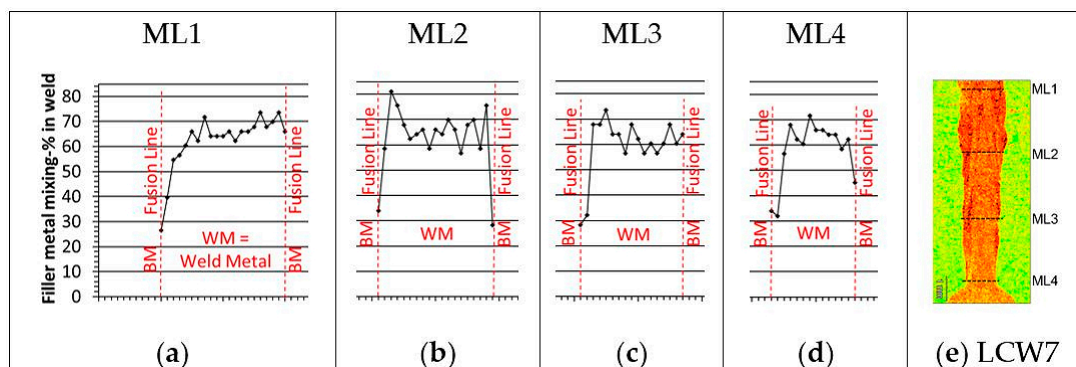 ML1
ML2
ML3
ML4
Filler metal mixing-% in weld
80
70
60
50
40
30
20
10
0
Fusion Line
BM
WM =
Weld Metal
Fusion Line
BM
Fusion Line
BM
WM
Fusion Line
BM
Fusion Line
BM
WM
Fusion Line
BM
Fusion Line
BM
WM
Fusion Line
BM
ML1
ML2
ML3
ML4
(a)
(b)
(c)
(d)
(e) LCW7